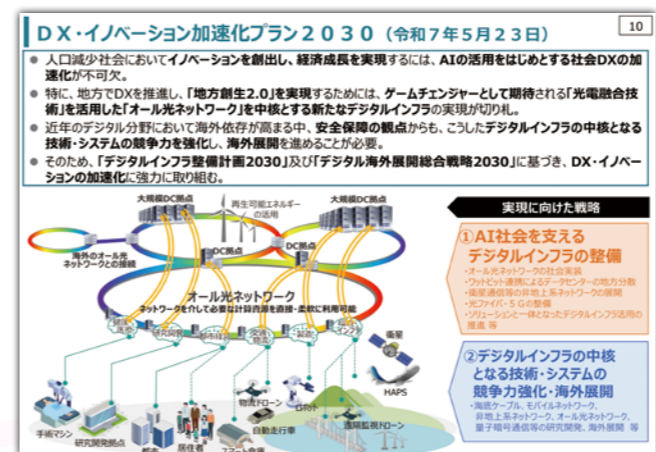 DX・イノベーション加速化プラン2030（令和7年5月23日）
10
● 人口減少社会においてイノベーションを創出し、経済成長を実現するには、AIの活用をはじめとする社会DXの加
速化が不可欠。
● 特に、地方でDXを推進し、「地方創生2.0」を実現するためには、ゲームチェンジャーとして期待される「光電融合技
術」を活用した「オール光ネットワーク」を中核とする新たなデジタルインフラの実現が切り札。
● 近年のデジタル分野において海外依存が高まる中、安全保障の観点からも、こうしたデジタルインフラの中核となる
技術・システムの競争力を強化し、海外展開を進めることが必要。
● そのため、「デジタルインフラ整備計画2030」及び「デジタル海外展開総合戦略2030」に基づき、DX・イノベー
ションの加速化に強力に取り組む。
大規模DC拠点
再生可能エネルギー
の活用
大規模DC拠点
DC拠点
DC拠点
海外のオール光
ネットワークとの接続
オール光ネットワーク
ネットワークを介して必要な計算資源を直接・柔軟に利用可能
研究開発
衛星
HAPS
物流ドローン
ロボット
自動走行車
遠隔監視ドローン
手術マシン
研究開発拠点
都市
居住者
スマート倉庫
実現に向けた戦略
①AI社会を支える
デジタルインフラの整備
・オール光ネットワークの社会実装
・ワットビット連携によるデータセンターの地方分散
・衛星通信等の非地上系ネットワークの展開
・光ファイバ・5Gの整備
・ソリューションと一体となったデジタルインフラ活用の
推進 等
②デジタルインフラの中核
となる技術・システムの
競争力強化・海外展開
・海底ケーブル、モバイルネットワーク、
非地上系ネットワーク、オール光ネットワーク、
量子暗号通信等の研究開発、海外展開 等